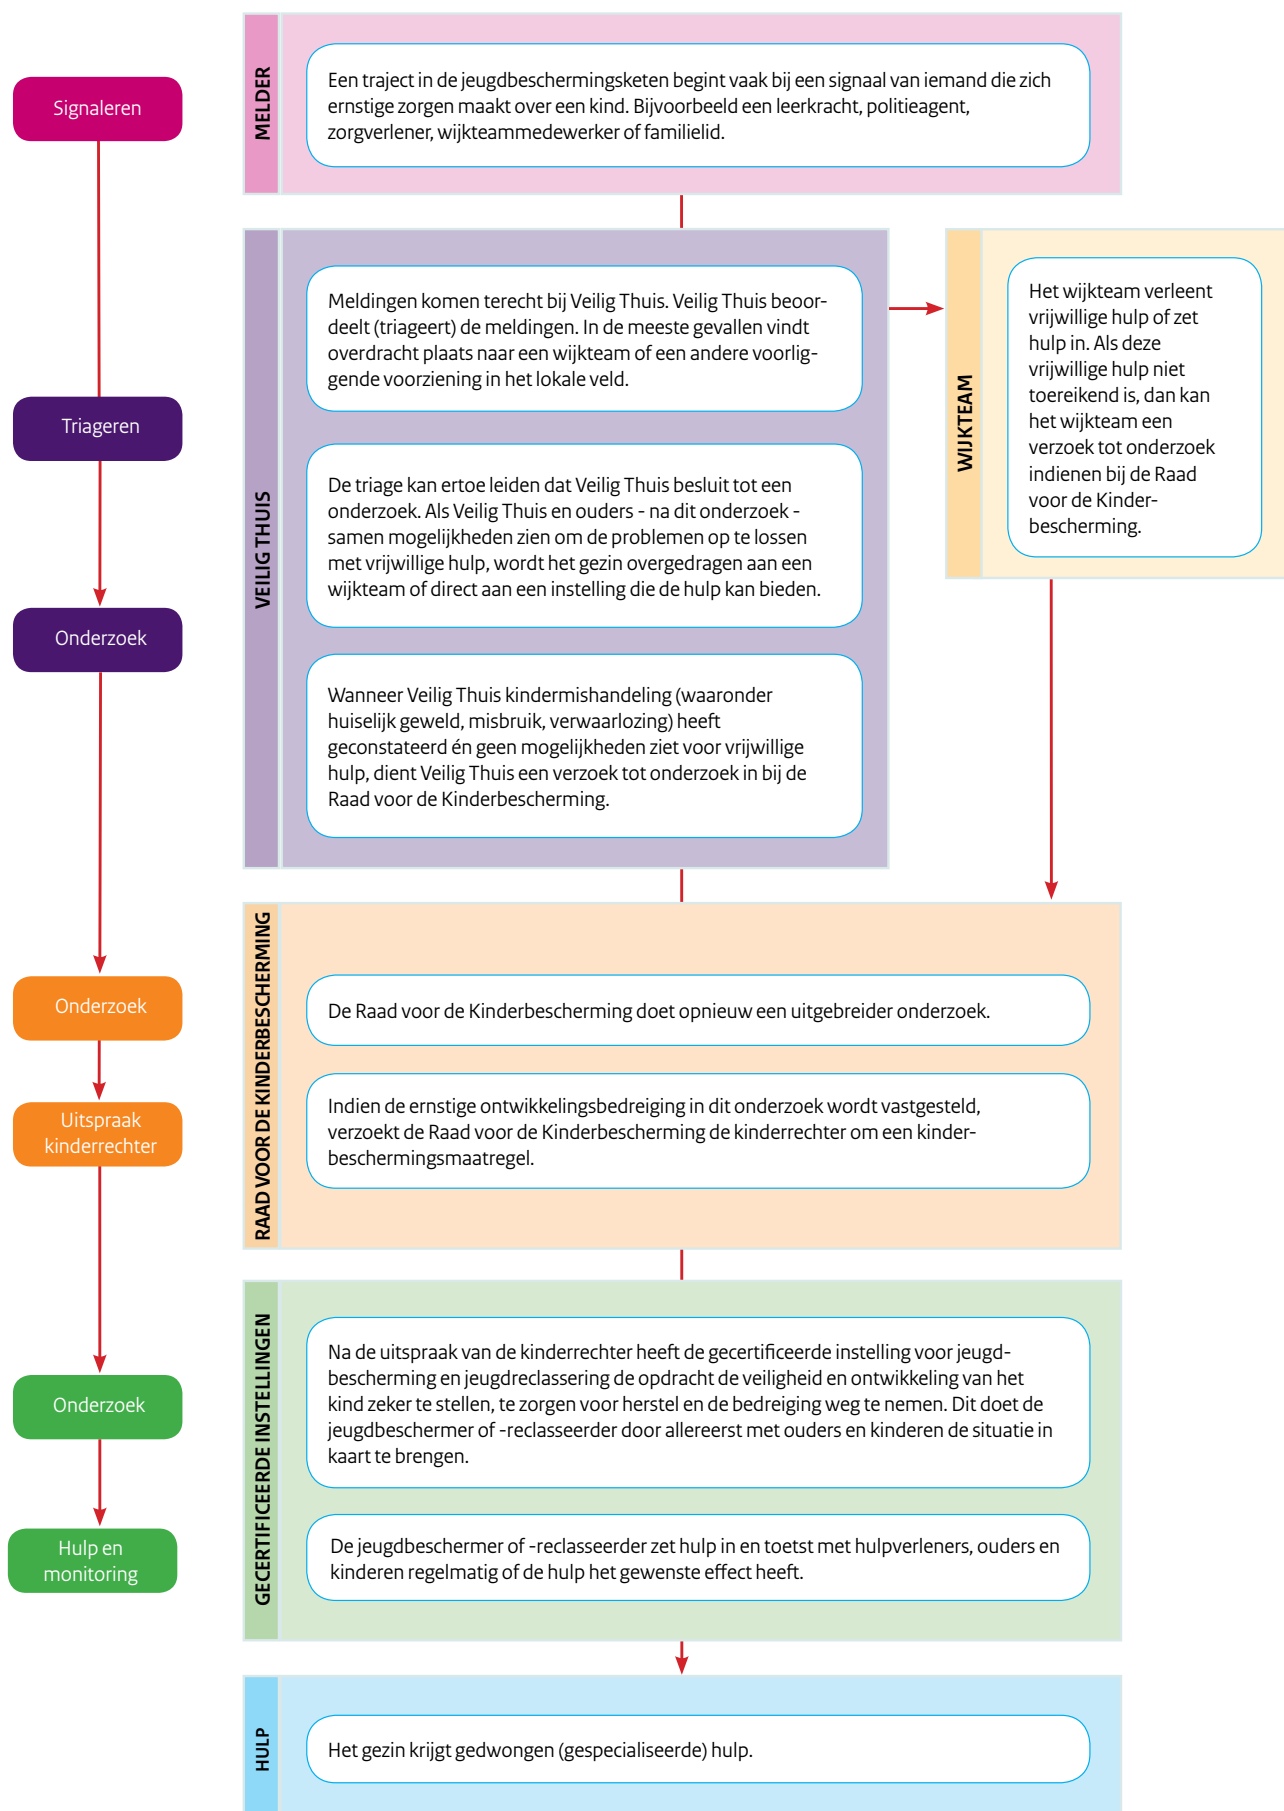 Signaleren
MELDER
Een traject in de jeugdbeschermingsketen begint vaak bij een signaal van iemand die zich
ernstige zorgen maakt over een kind. Bijvoorbeeld een leerkracht, politieagent,
zorgverlener, wijkteammedewerker of familielid.
Triageren
Onderzoek
VEILIG THUIS
Meldingen komen terecht bij Veilig Thuis. Veilig Thuis beoor-
deelt (triageert) de meldingen. In de meeste gevallen vindt
overdracht plaats naar een wijkteam of een andere voorlig-
gende voorziening in het lokale veld.
De triage kan ertoe leiden dat Veilig Thuis besluit tot een
onderzoek. Als Veilig Thuis en ouders - na dit onderzoek -
samen mogelijkheden zien om de problemen op te lossen
met vrijwillige hulp, wordt het gezin overgedragen aan een
wijkteam of direct aan een instelling die de hulp kan bieden.
Wanneer Veilig Thuis kindermishandeling (waaronder
huiselijk geweld, misbruik, verwaarlozing) heeft
geconstateerd én geen mogelijkheden ziet voor vrijwillige
hulp, dient Veilig Thuis een verzoek tot onderzoek in bij de
Raad voor de Kinderbescherming.
WIJKTEAM
Het wijkteam verleent
vrijwillige hulp of zet
hulp in. Als deze
vrijwillige hulp niet
toereikend is, dan kan
het wijkteam een
verzoek tot onderzoek
indienen bij de Raad
voor de Kinder-
bescherming.
Onderzoek
Uitspraak
kinderrechter
RAAD VOOR DE KINDERBESCHERMING
De Raad voor de Kinderbescherming doet opnieuw een uitgebreider onderzoek.
Indien de ernstige ontwikkelingsbedreiging in dit onderzoek wordt vastgesteld,
verzoekt de Raad voor de Kinderbescherming de kinderrechter om een kinder-
beschermingsmaatregel.
Onderzoek
Hulp en
monitoring
GECERTIFICEERDE INSTELLINGEN
Na de uitspraak van de kinderrechter heeft de gecertificeerde instelling voor jeugd-
bescherming en jeugdreclassering de opdracht de veiligheid en ontwikkeling van het
kind zeker te stellen, te zorgen voor herstel en de bedreiging weg te nemen. Dit doet de
jeugdbeschermer of -reclasseerder door allereerst met ouders en kinderen de situatie in
kaart te brengen.
De jeugdbeschermer of -reclasseerder zet hulp in en toetst met hulpverleners, ouders en
kinderen regelmatig of de hulp het gewenste effect heeft.
HULP
Het gezin krijgt gedwongen (gespecialiseerde) hulp.